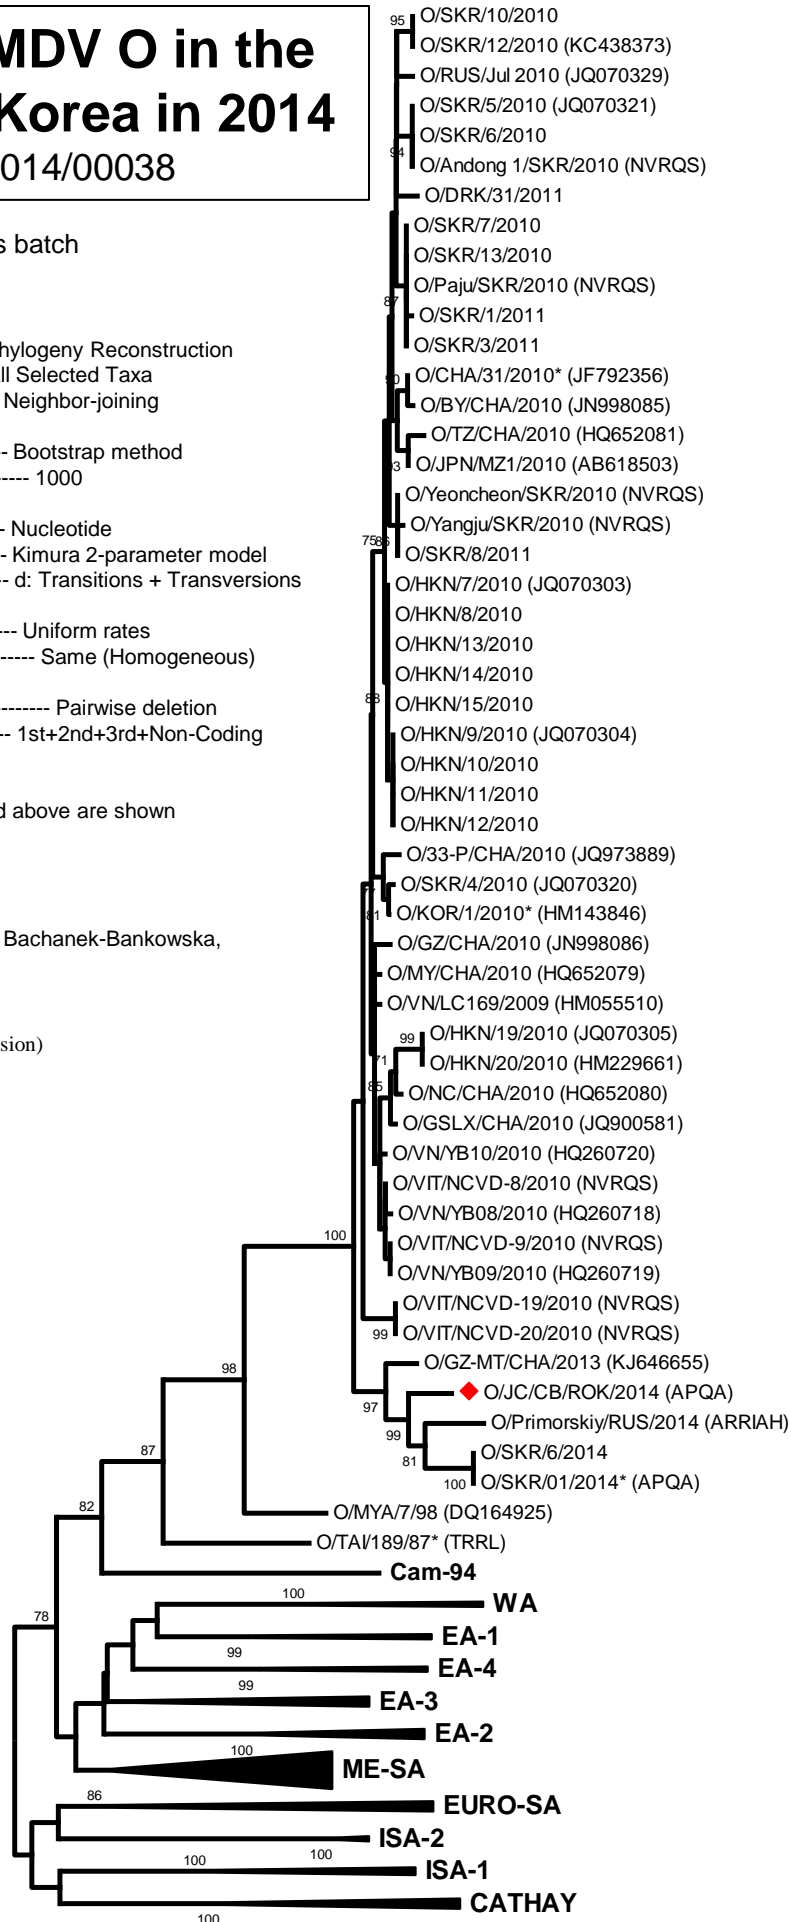 MDV O in the
Korea in 2014
014/00038
s batch
hylogeny Reconstruction
ll Selected Taxa
Neighbor-joining
-- Bootstrap method
----- 1000
- Nucleotide
- Kimura 2-parameter model
-- d: Transitions + Transversions
--- Uniform rates
------ Same (Homogeneous)
-------- Pairwise deletion
-- 1st+2nd+3rd+Non-Coding
d above are shown
Bachanek-Bankowska,
sion)
95
O/SKR/10/2010
O/SKR/12/2010 (KC438373)
O/RUS/Jul 2010 (JQ070329)
O/SKR/5/2010 (JQ070321)
O/SKR/6/2010
94
O/Andong 1/SKR/2010 (NVRQS)
O/DRK/31/2011
O/SKR/7/2010
O/SKR/13/2010
O/Paju/SKR/2010 (NVRQS)
87
O/SKR/1/2011
O/SKR/3/2011
O/CHA/31/2010* (JF792356)
O/BY/CHA/2010 (JN998085)
O/TZ/CHA/2010 (HQ652081)
O/JPN/MZ1/2010 (AB618503)
O/Yeoncheon/SKR/2010 (NVRQS)
O/Yangju/SKR/2010 (NVRQS)
75
86
O/SKR/8/2011
O/HKN/7/2010 (JQ070303)
O/HKN/8/2010
O/HKN/13/2010
O/HKN/14/2010
88
O/HKN/15/2010
O/HKN/9/2010 (JQ070304)
O/HKN/10/2010
O/HKN/11/2010
O/HKN/12/2010
O/33-P/CHA/2010 (JQ973889)
O/SKR/4/2010 (JQ070320)
81
O/KOR/1/2010* (HM143846)
O/GZ/CHA/2010 (JN998086)
O/MY/CHA/2010 (HQ652079)
O/VN/LC169/2009 (HM055510)
99
O/HKN/19/2010 (JQ070305)
71
O/HKN/20/2010 (HM229661)
85
O/NC/CHA/2010 (HQ652080)
O/GSLX/CHA/2010 (JQ900581)
O/VN/YB10/2010 (HQ260720)
O/VIT/NCVD-8/2010 (NVRQS)
O/VN/YB08/2010 (HQ260718)
100
O/VIT/NCVD-9/2010 (NVRQS)
O/VN/YB09/2010 (HQ260719)
O/VIT/NCVD-19/2010 (NVRQS)
99
O/VIT/NCVD-20/2010 (NVRQS)
98
O/GZ-MT/CHA/2013 (KJ646655)
O/JC/CB/ROK/2014 (APQA)
97
O/Primorskiy/RUS/2014 (ARRIAH)
99
87
O/SKR/6/2014
81
100
O/SKR/01/2014* (APQA)
82
O/MYA/7/98 (DQ164925)
O/TAI/189/87* (TRRL)
Cam-94
100
WA
78
EA-1
99
EA-4
99
EA-3
EA-2
100
ME-SA
86
EURO-SA
ISA-2
100
100
ISA-1
CATHAY
100